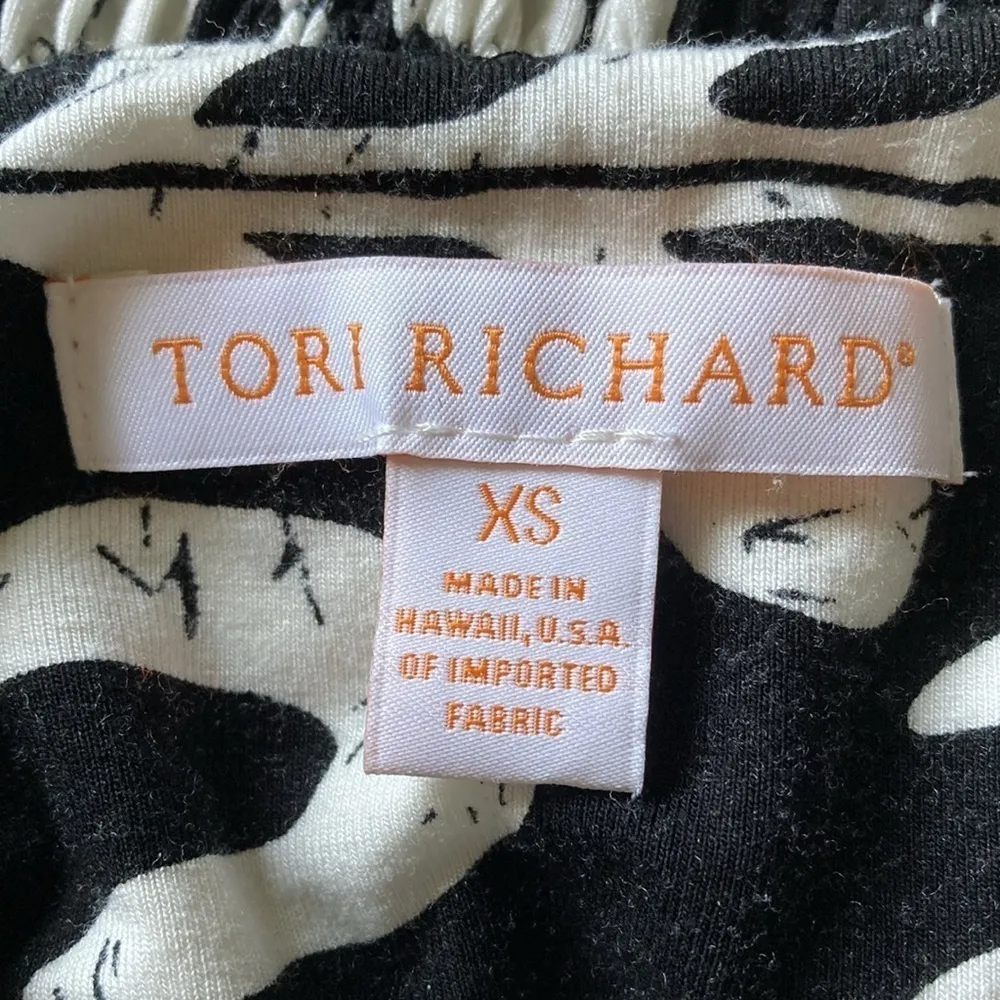 TORI RICHARD®
XS
MADE IN
HAWAII, U.S.A.
OF IMPORTED
FABRIC